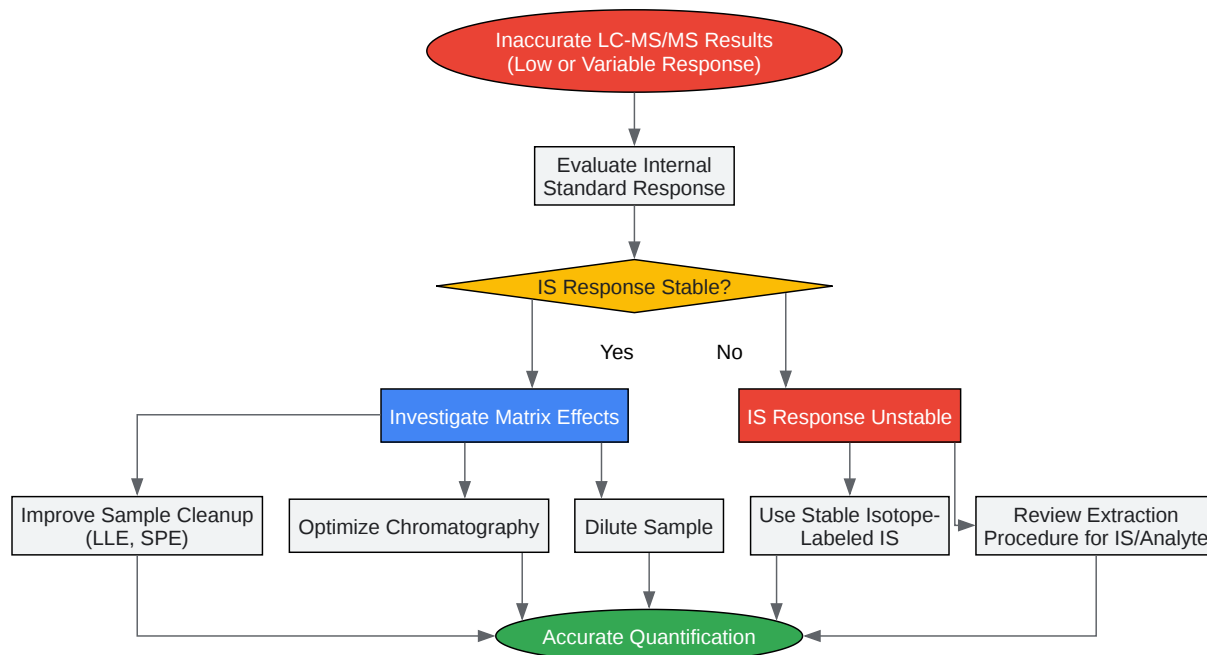 Inaccurate LC-MS/MS Results
(Low or Variable Response)
Evaluate Internal
Standard Response
IS Response Stable?
Yes
No
Investigate Matrix Effects
IS Response Unstable
Improve Sample Cleanup
(LLE, SPE)
Optimize Chromatography
Dilute Sample
Use Stable Isotope-
Labeled IS
Review Extraction
Procedure for IS/Analyte
Accurate Quantification